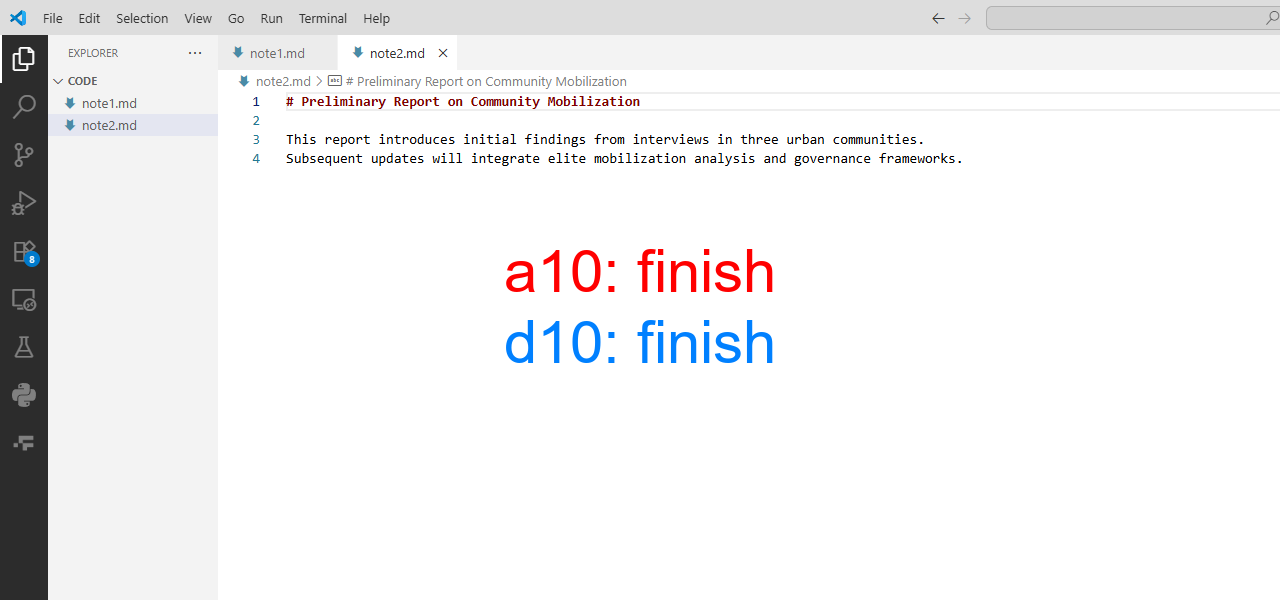 File Edit Selection View Go Run Terminal Help
EXPLORER ···
note1.md note2.md
CODE
note1.md
note2.md
8
note2.md > # Preliminary Report on Community Mobilization
1 # Preliminary Report on Community Mobilization
2
3 This report introduces initial findings from interviews in three urban communities.
4 Subsequent updates will integrate elite mobilization analysis and governance frameworks.
a10: finish
d10: finish